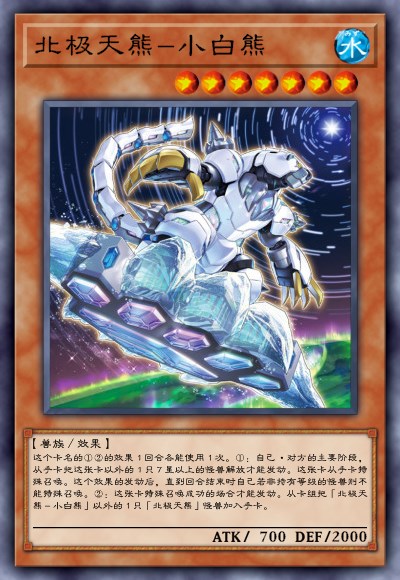 北极天熊－小白熊
みず
水
【兽族／效果】
这个卡名的①②的效果1回合各能使用1次。①：自己·对方的主要阶段，
从手卡把这张卡以外的1只7星以上的怪兽解放才能发动。这张卡从手卡特
殊召唤。这个效果的发动后，直到回合结束时自己若非持有等级的怪兽则不
能特殊召唤。②：这张卡特殊召唤成功的场合才能发动。从卡组把「北极天
熊－小白熊」以外的1只「北极天熊」怪兽加入手卡。
ATK/ 700 DEF/2000